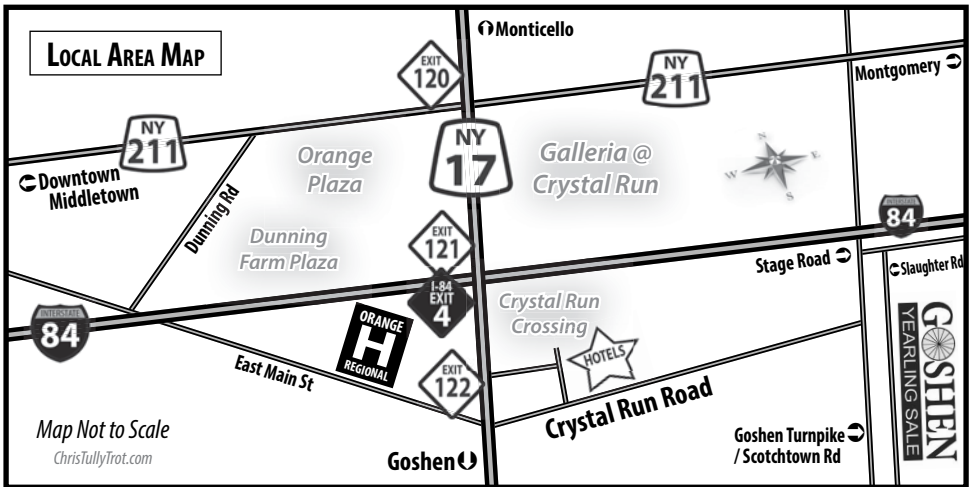 LOCAL AREA MAP
EXIT
120
Monticello
NY
211
Montgomery
NY
211
Orange
Plaza
NY
17
Galleria @
Crystal Run
N
W
E
S
Downtown
Middletown
Dunning Rd
Dunning
Farm Plaza
EXIT
121
INTERSTATE
84
Stage Road
Slaughter Rd
I-84
EXIT
4
Crystal Run
Crossing
INTERSTATE
84
ORANGE
H
REGIONAL
HOTELS
East Main St
EXIT
122
Crystal Run Road
GOSHEN
YEARLING SALE
Map Not to Scale
ChrisTullyTrot.com
Goshen
Goshen Turnpike
/ Scotchtown Rd